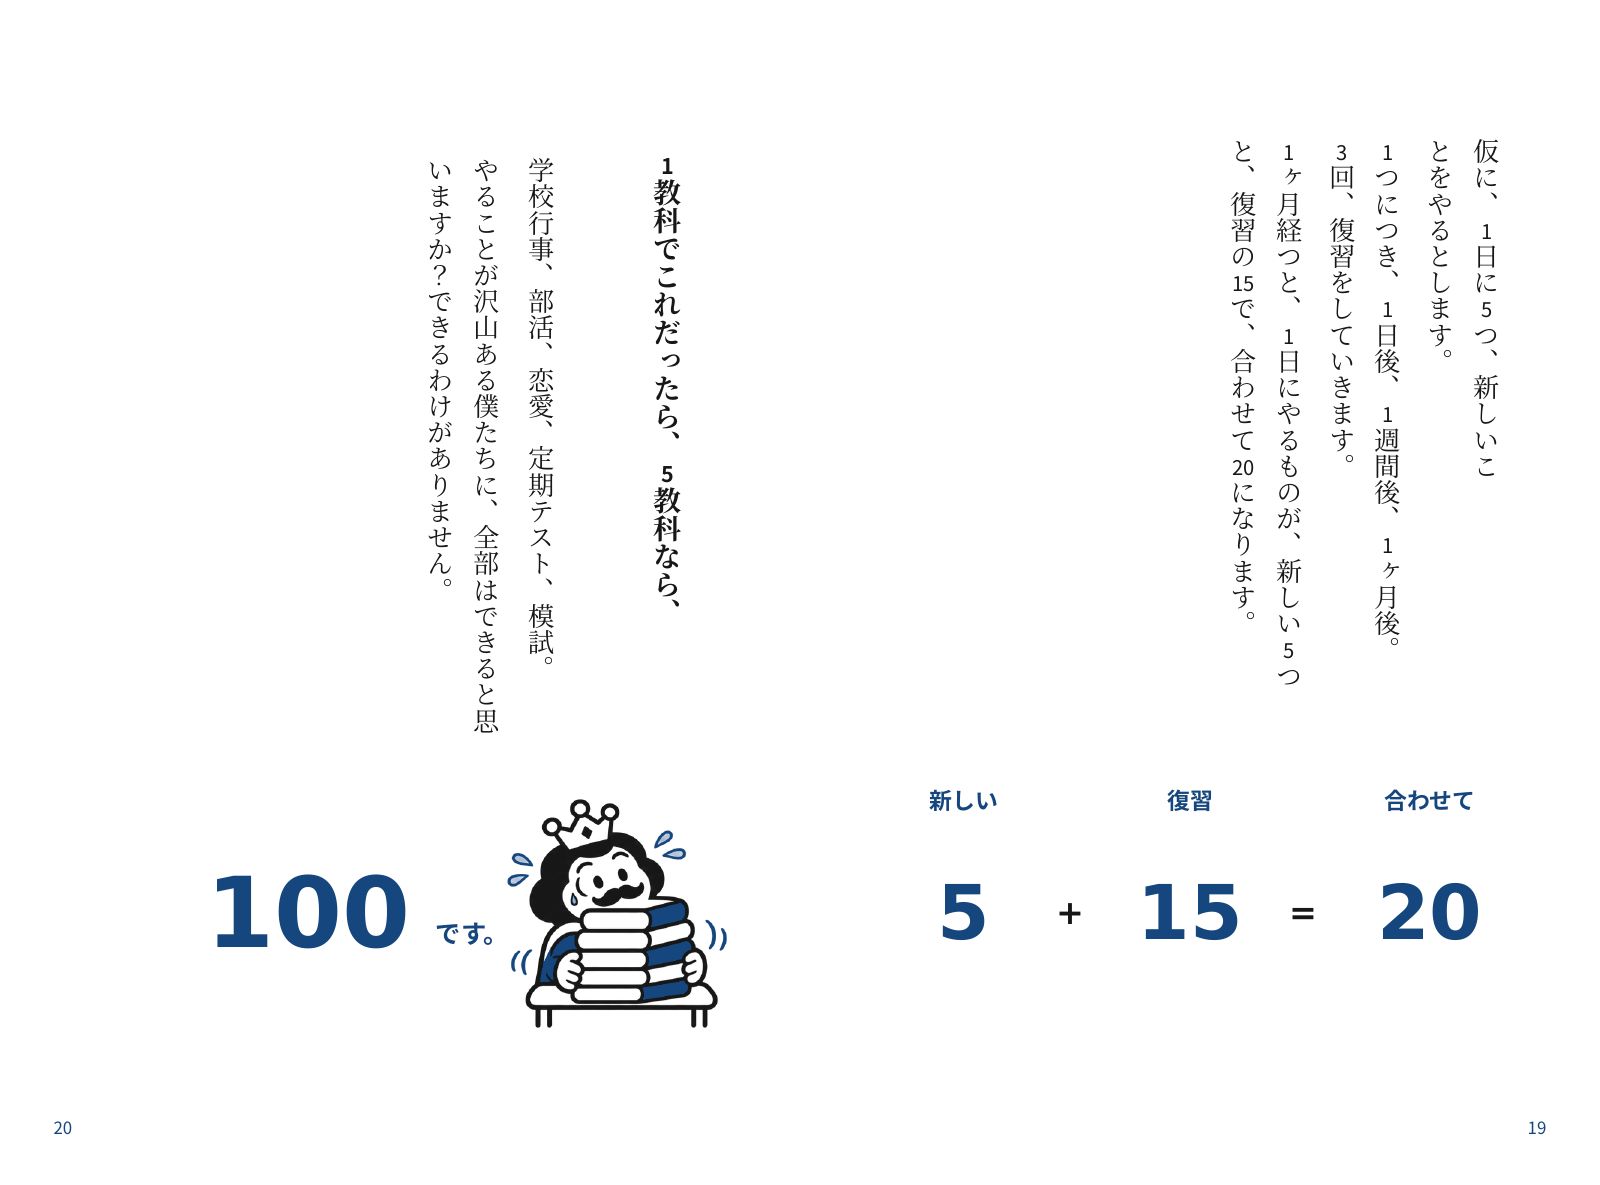 仮に、1日に5つ、新しいこ
とをやるとします。
1つにつき、1日後、1週間後、1ヶ月後。
3回、復習をしていきます。
1ヶ月経つと、1日にやるものが、新しい5つ
と、復習の15で、合わせて20になります。
新しい 復習 合わせて
5 + 15 = 20
19
1教科でこれだったら、5教科なら、
学校行事、部活、恋愛、定期テスト、模試。
やることが沢山ある僕たちに、全部はできると思
いますか?できるわけがありません。
100 です。
20